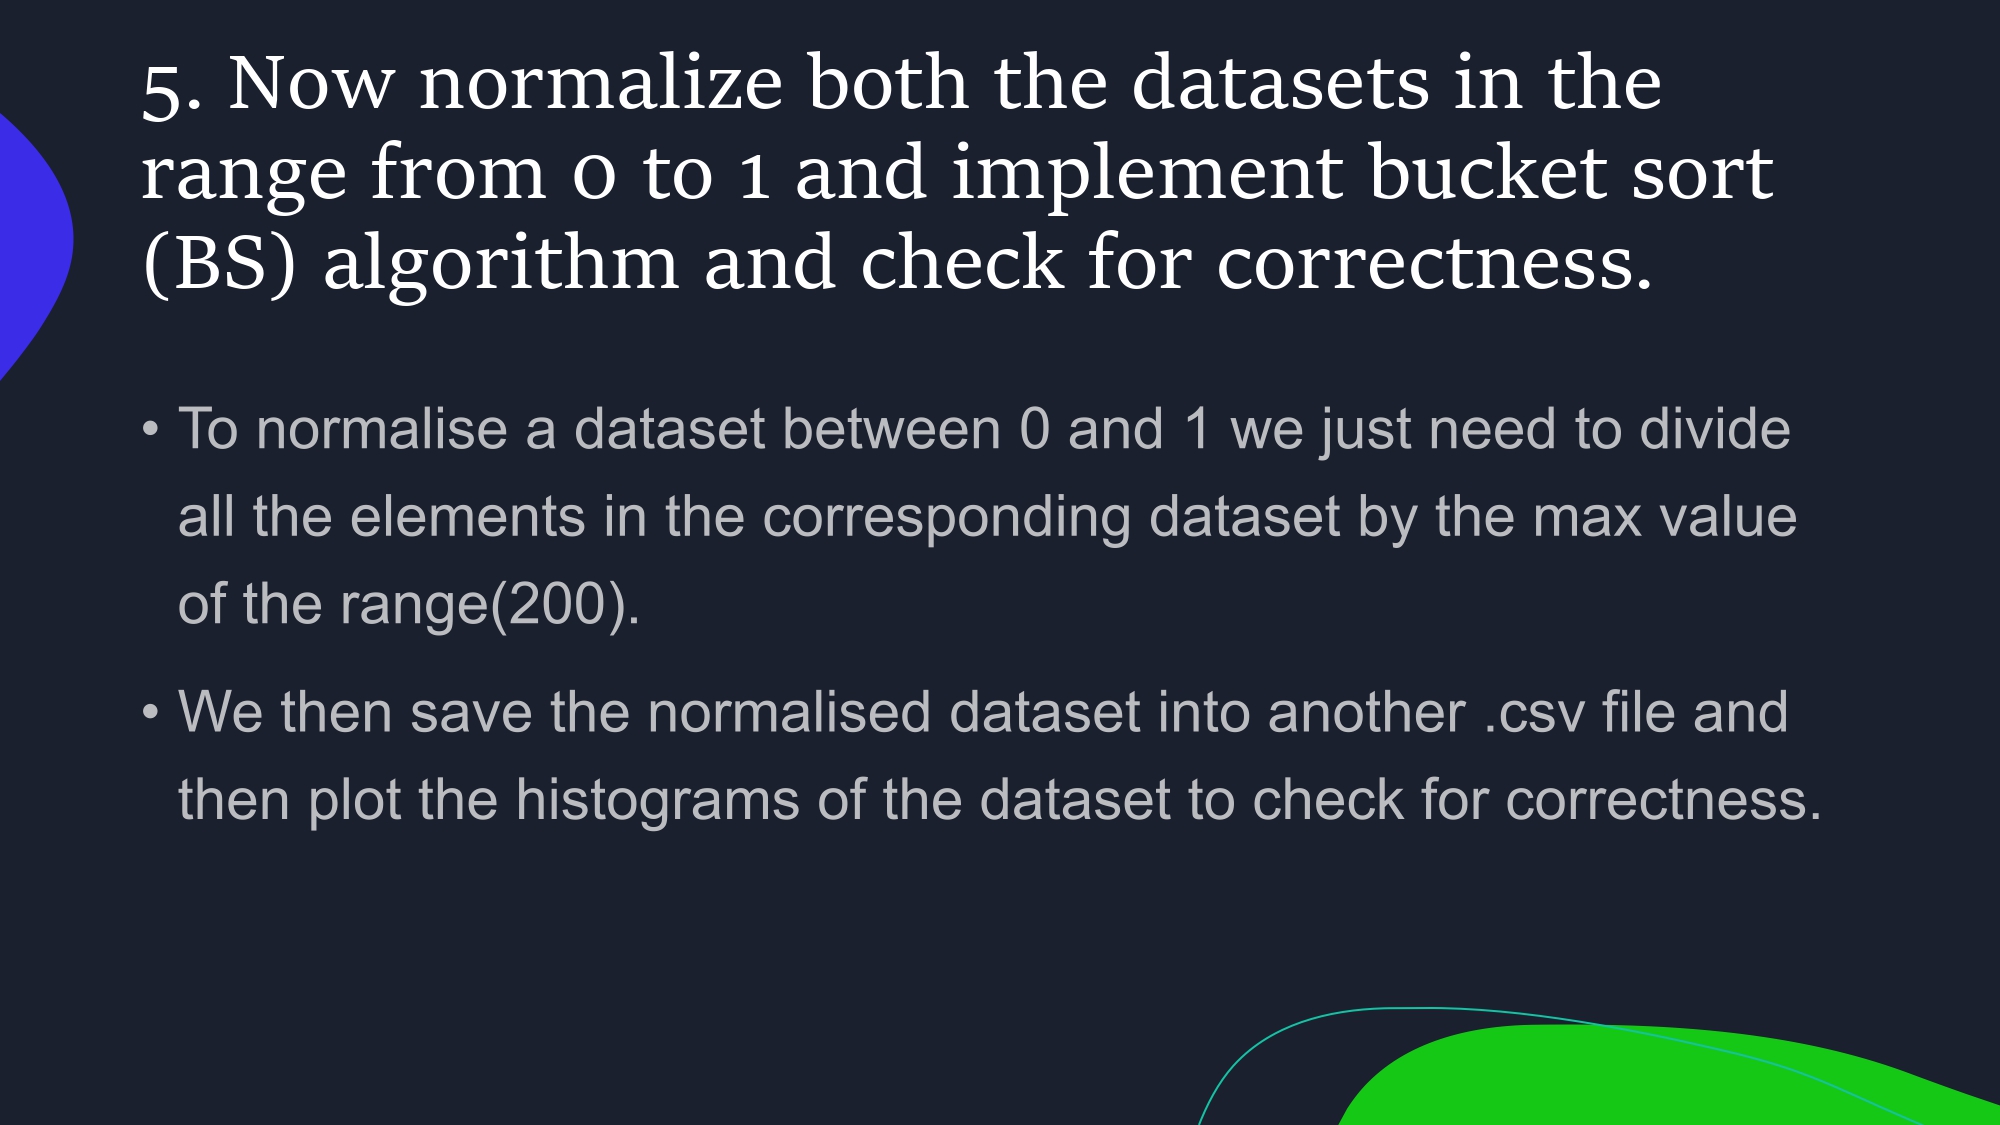 5. Now normalize both the datasets in the
range from 0 to 1 and implement bucket sort
(BS) algorithm and check for correctness.
• To normalise a dataset between 0 and 1 we just need to divide
all the elements in the corresponding dataset by the max value
of the range(200).
• We then save the normalised dataset into another .csv file and
then plot the histograms of the dataset to check for correctness.